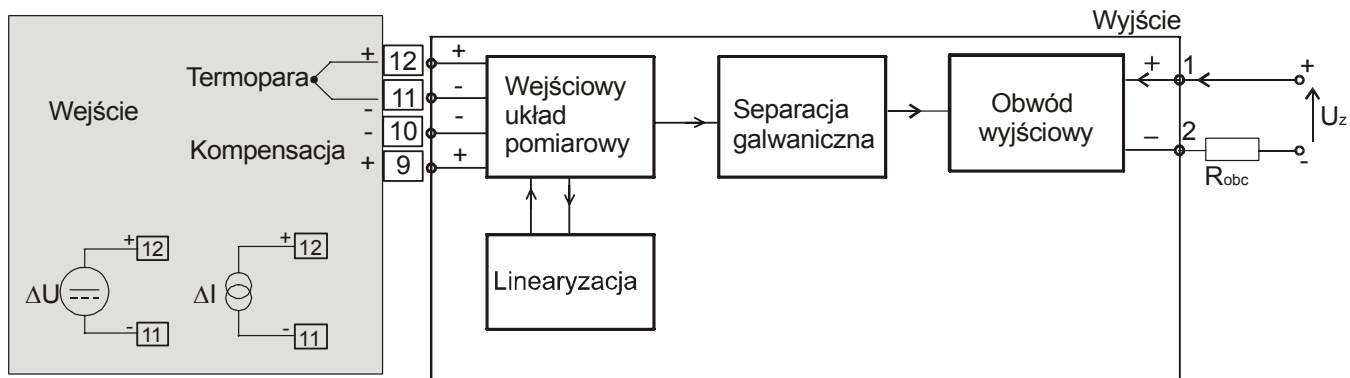 Wyjście
Wejście
Termopara
+ 12 +
- 11 -
Kompensacja
- 10 -
+ 9 +
Wejściowy
układ
pomiarowy
Separacja
galwaniczna
Obwód
wyjściowy
+ 1
- 2
+
Uz
-
Robc
Linearyzacja
ΔU
+ 12
- 11
ΔI
+ 12
- 11